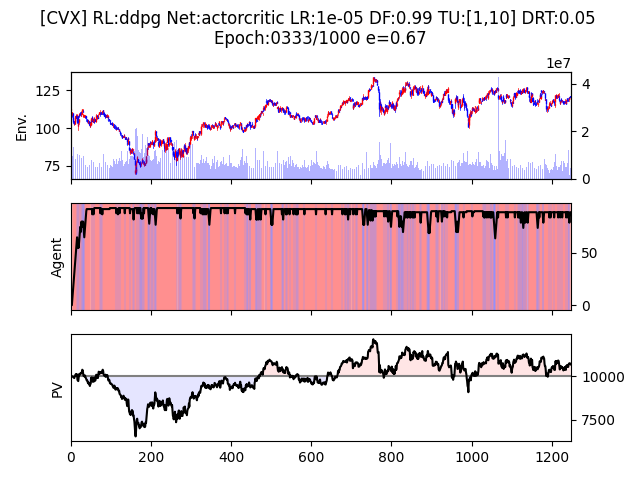 [CVX] RL:ddpg Net:actorcritic LR:1e-05 DF:0.99 TU:[1,10] DRT:0.05
Epoch:0333/1000 e=0.67
1e7
125
100
75
Env.
4
2
0
Agent
50
0
PV
10000
7500
0 200 400 600 800 1000 1200